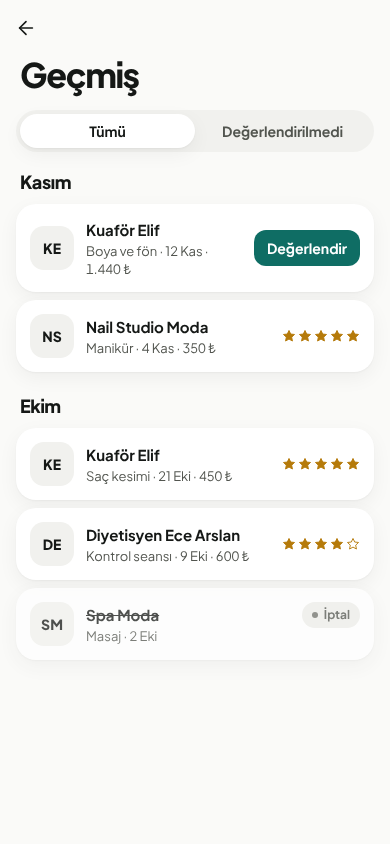 Geçmiş
Tümü
Değerlendirilmedi
Kasım
KE
Kuaför Elif
Boya ve fön · 12 Kas ·
1.440 ₺
Değerlendir
NS
Nail Studio Moda
Manikür · 4 Kas · 350 ₺
Ekim
KE
Kuaför Elif
Saç kesimi · 21 Eki · 450 ₺
DE
Diyetisyen Ece Arslan
Kontrol seansı · 9 Eki · 600 ₺
SM
Spa Moda
Masaj · 2 Eki
İptal